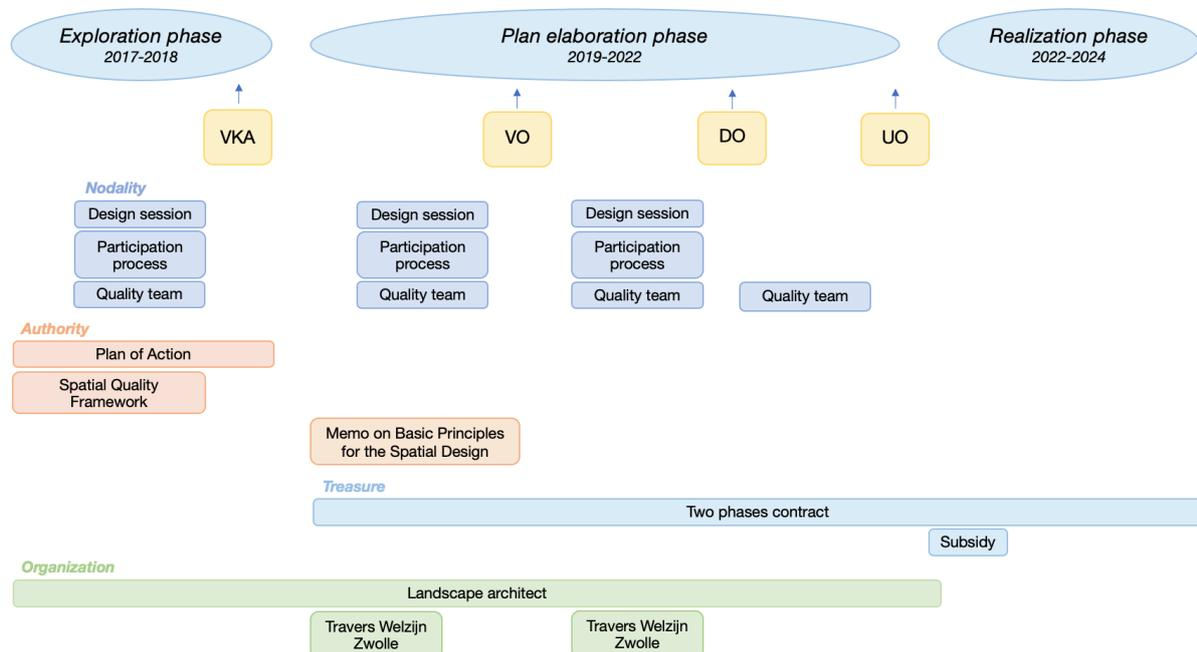 Exploration phase
2017-2018
Plan elaboration phase
2019-2022
Realization phase
2022-2024
VKA
VO
DO
UO
Nodality
Design session
Design session
Design session
Participation
process
Participation
process
Participation
process
Quality team
Quality team
Quality team
Quality team
Authority
Plan of Action
Spatial Quality
Framework
Memo on Basic Principles
for the Spatial Design
Treasure
Two phases contract
Subsidy
Organization
Landscape architect
Travers Welzijn
Zwolle
Travers Welzijn
Zwolle